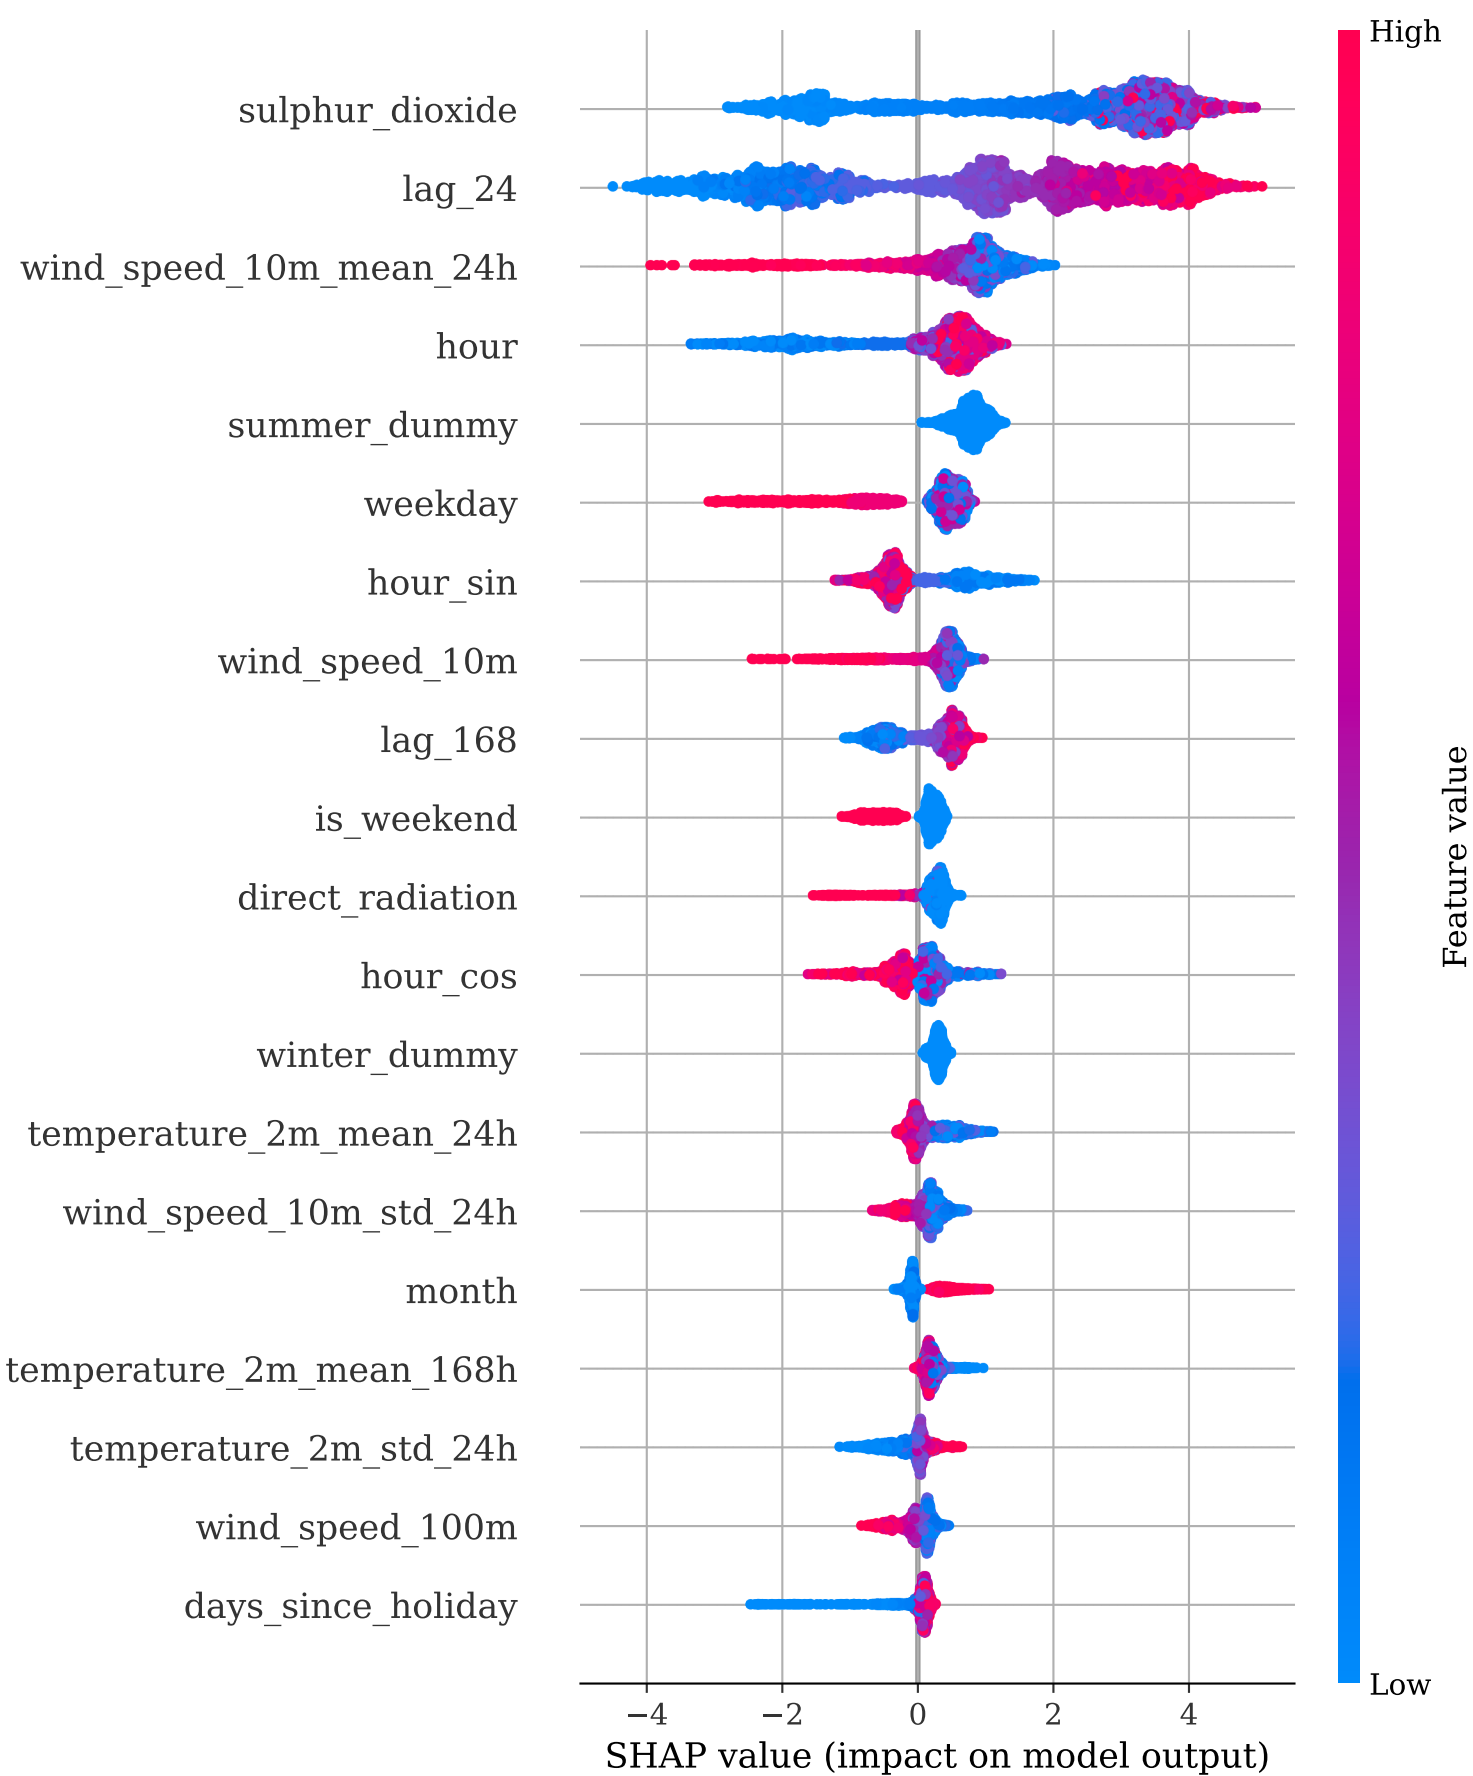 High
sulphur_dioxide
lag_24
wind_speed_10m_mean_24h
hour
summer_dummy
weekday
hour_sin
wind_speed_10m
lag_168
is_weekend
direct_radiation
hour_cos
winter_dummy
temperature_2m_mean_24h
wind_speed_10m_std_24h
month
temperature_2m_mean_168h
temperature_2m_std_24h
wind_speed_100m
days_since_holiday
Feature value
Low
−4 −2 0 2 4
SHAP value (impact on model output)